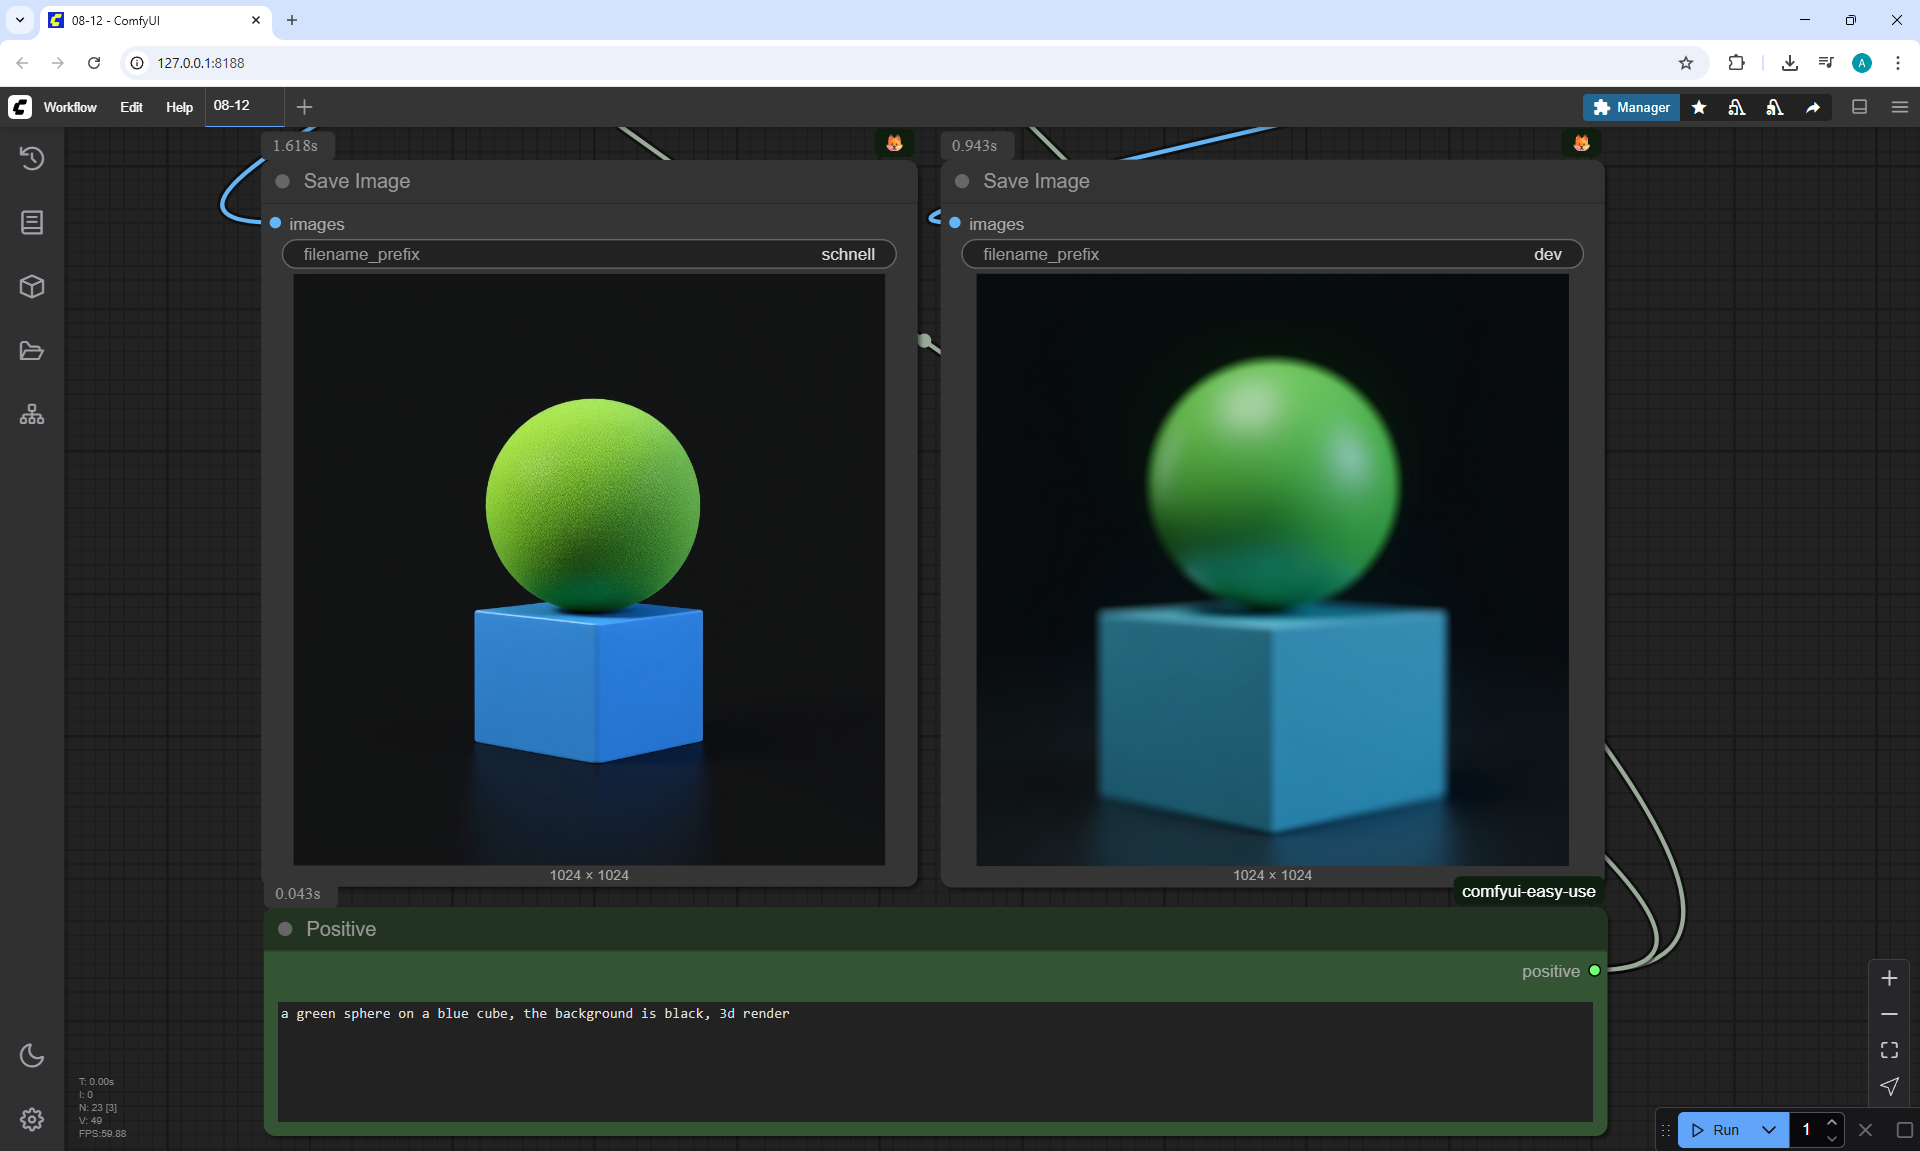 08-12 - ComfyUI
127.0.0.1:8188
A
Workflow Edit Help 08-12 Manager
1.618s
0.943s
Save Image
Save Image
images
images
filename_prefix schnell
filename_prefix dev
1024 × 1024
1024 × 1024
0.043s
comfyui-easy-use
Positive
positive
a green sphere on a blue cube, the background is black, 3d render
T: 0.00s
I: 0
N: 23 [3]
V: 49
FPS:59.88
Run 1